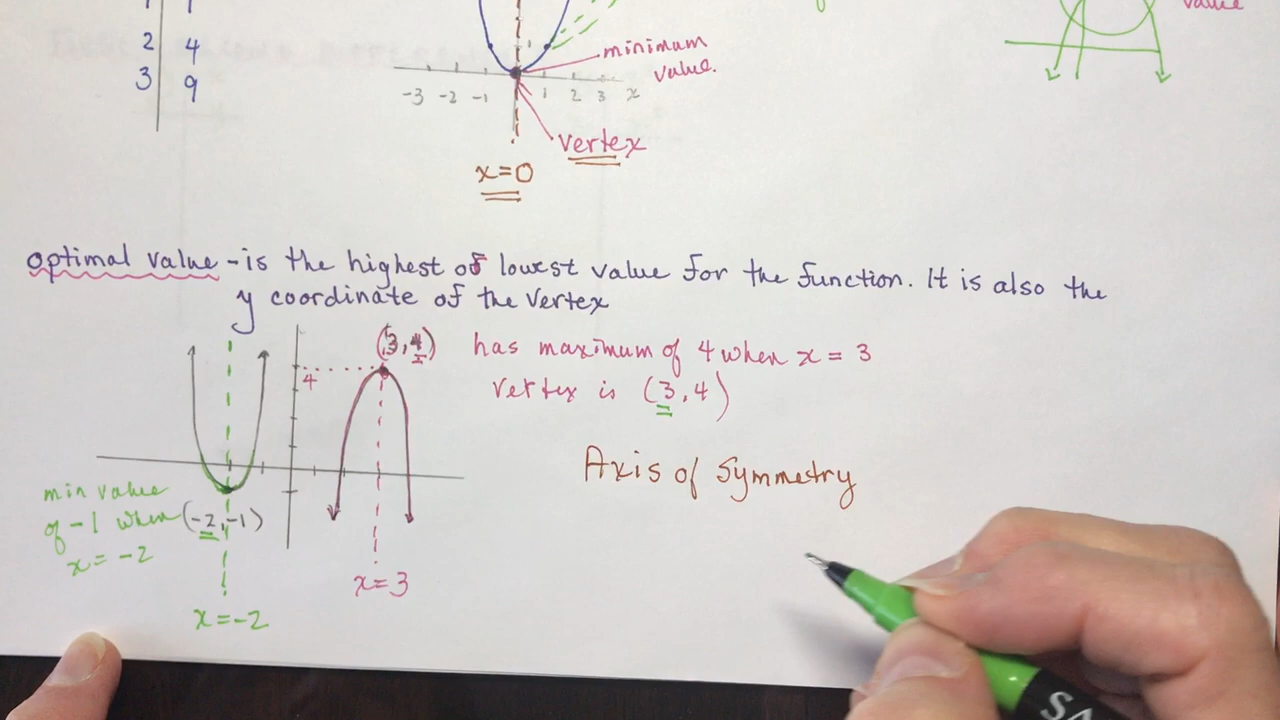 2 4
3 9
minimum
value.
-3 -2 -1 1 2 3 x
vertex
x=0
value
optimal value - is the highest of lowest value for the function. It is also the
y coordinate of the vertex
(3,4) has maximum of 4 when x = 3
4
vertex is (3,4)
Axis of Symmetry
min value
of -1 when (-2,-1)
x=-2
x=3
x=-2
SA